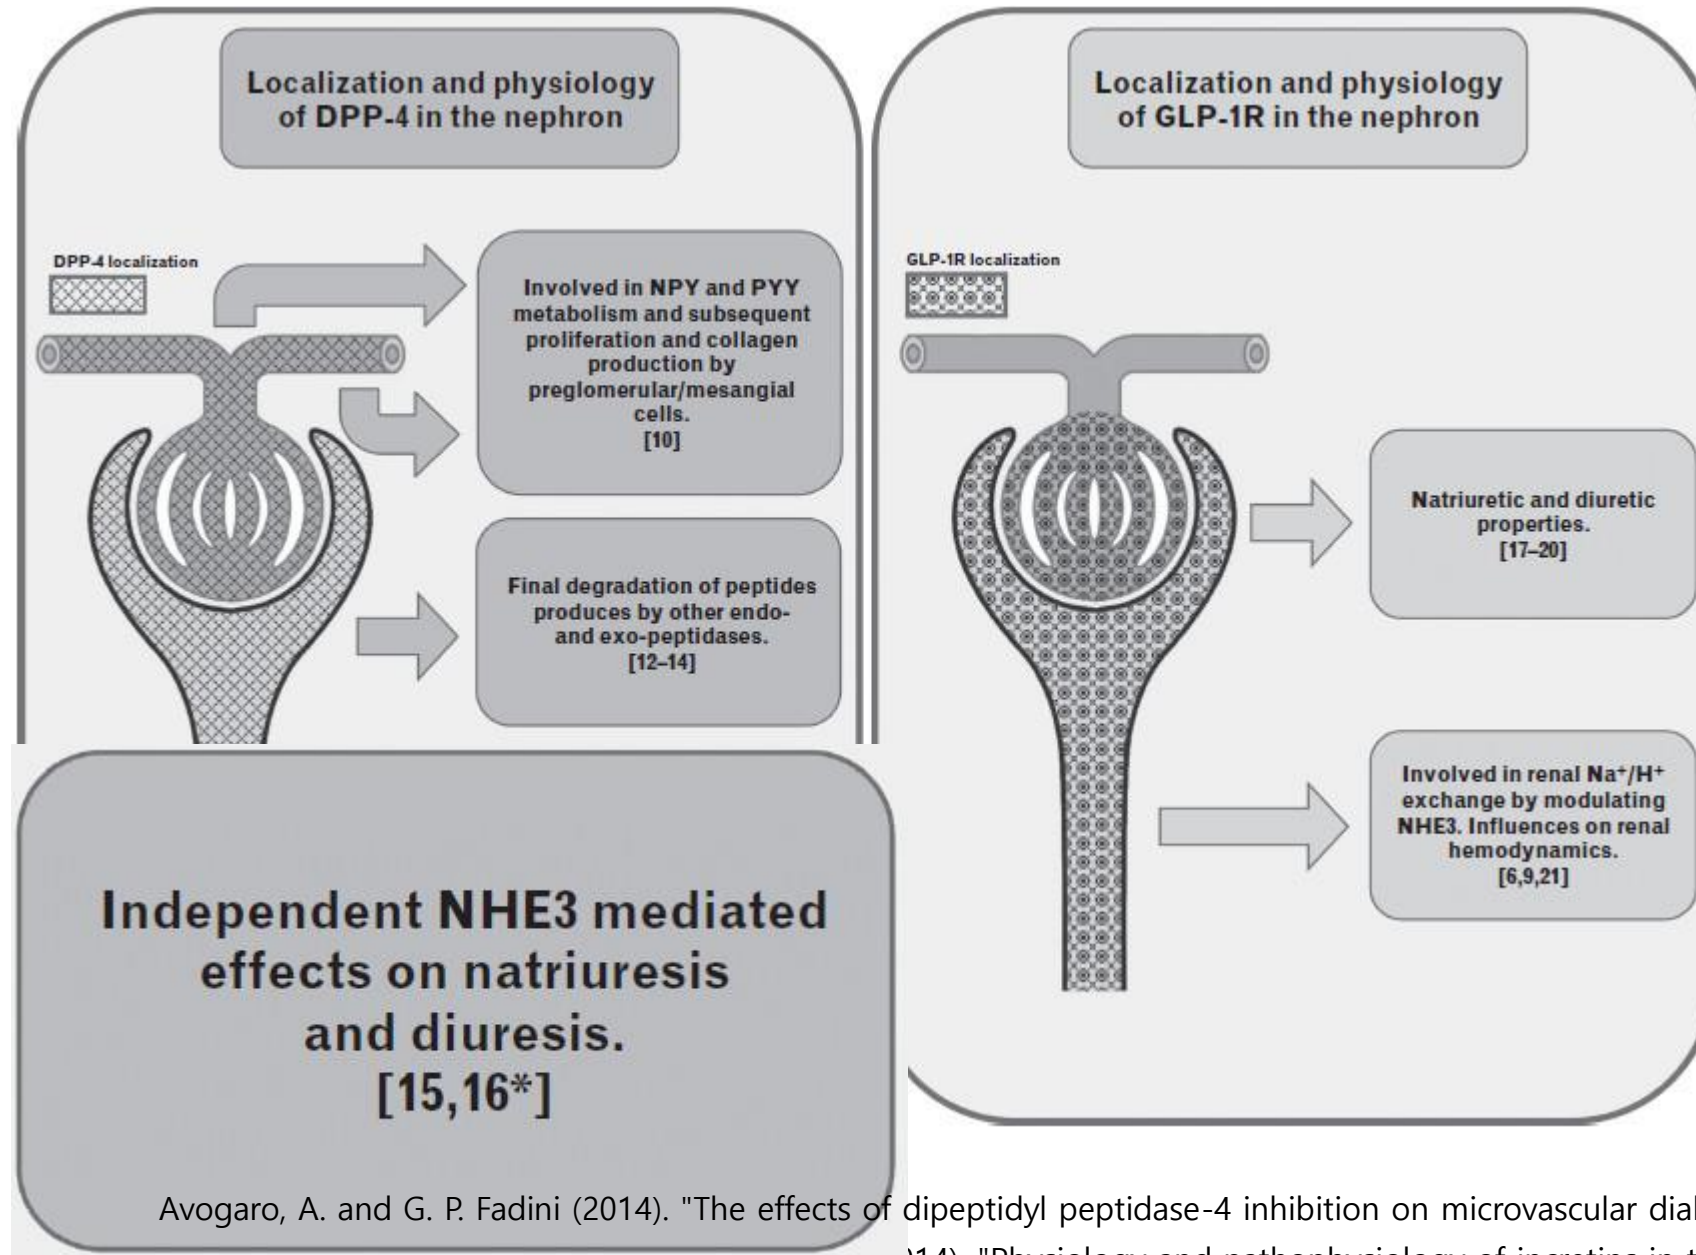 Localization and physiology
of DPP-4 in the nephron
DPP-4 localization
Involved in NPY and PYY
metabolism and subsequent
proliferation and collagen
production by
preglomerular/mesangial
cells.
[10]
Final degradation of peptides
produces by other endo-
and exo-peptidases.
[12–14]
Independent NHE3 mediated
effects on natriuresis
and diuresis.
[15,16*]
Localization and physiology
of GLP-1R in the nephron
GLP-1R localization
Natriuretic and diuretic
properties.
[17–20]
Involved in renal Na⁺/H⁺
exchange by modulating
NHE3. Influences on renal
hemodynamics.
[6,9,21]
Avogaro, A. and G. P. Fadini (2014). "The effects of dipeptidyl peptidase-4 inhibition on microvascular
"Physiology and pathophysiology of incretins in